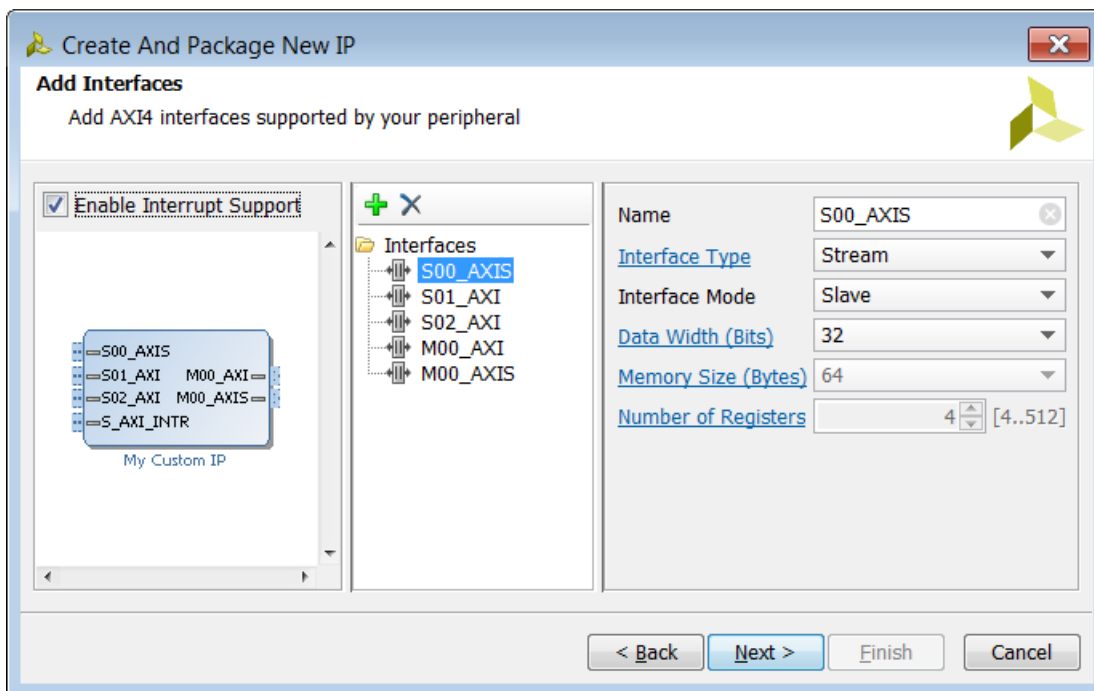 Create And Package New IP
Add Interfaces
Add AXI4 interfaces supported by your peripheral
Enable Interrupt Support
S00_AXIS
S01_AXI M00_AXI
S02_AXI M00_AXIS
S_AXI_INTR
My Custom IP
Interfaces
S00_AXIS
S01_AXI
S02_AXI
M00_AXI
M00_AXIS
Name S00_AXIS
Interface Type Stream
Interface Mode Slave
Data Width (Bits) 32
Memory Size (Bytes) 64
Number of Registers 4 [4..512]
< Back Next > Finish Cancel